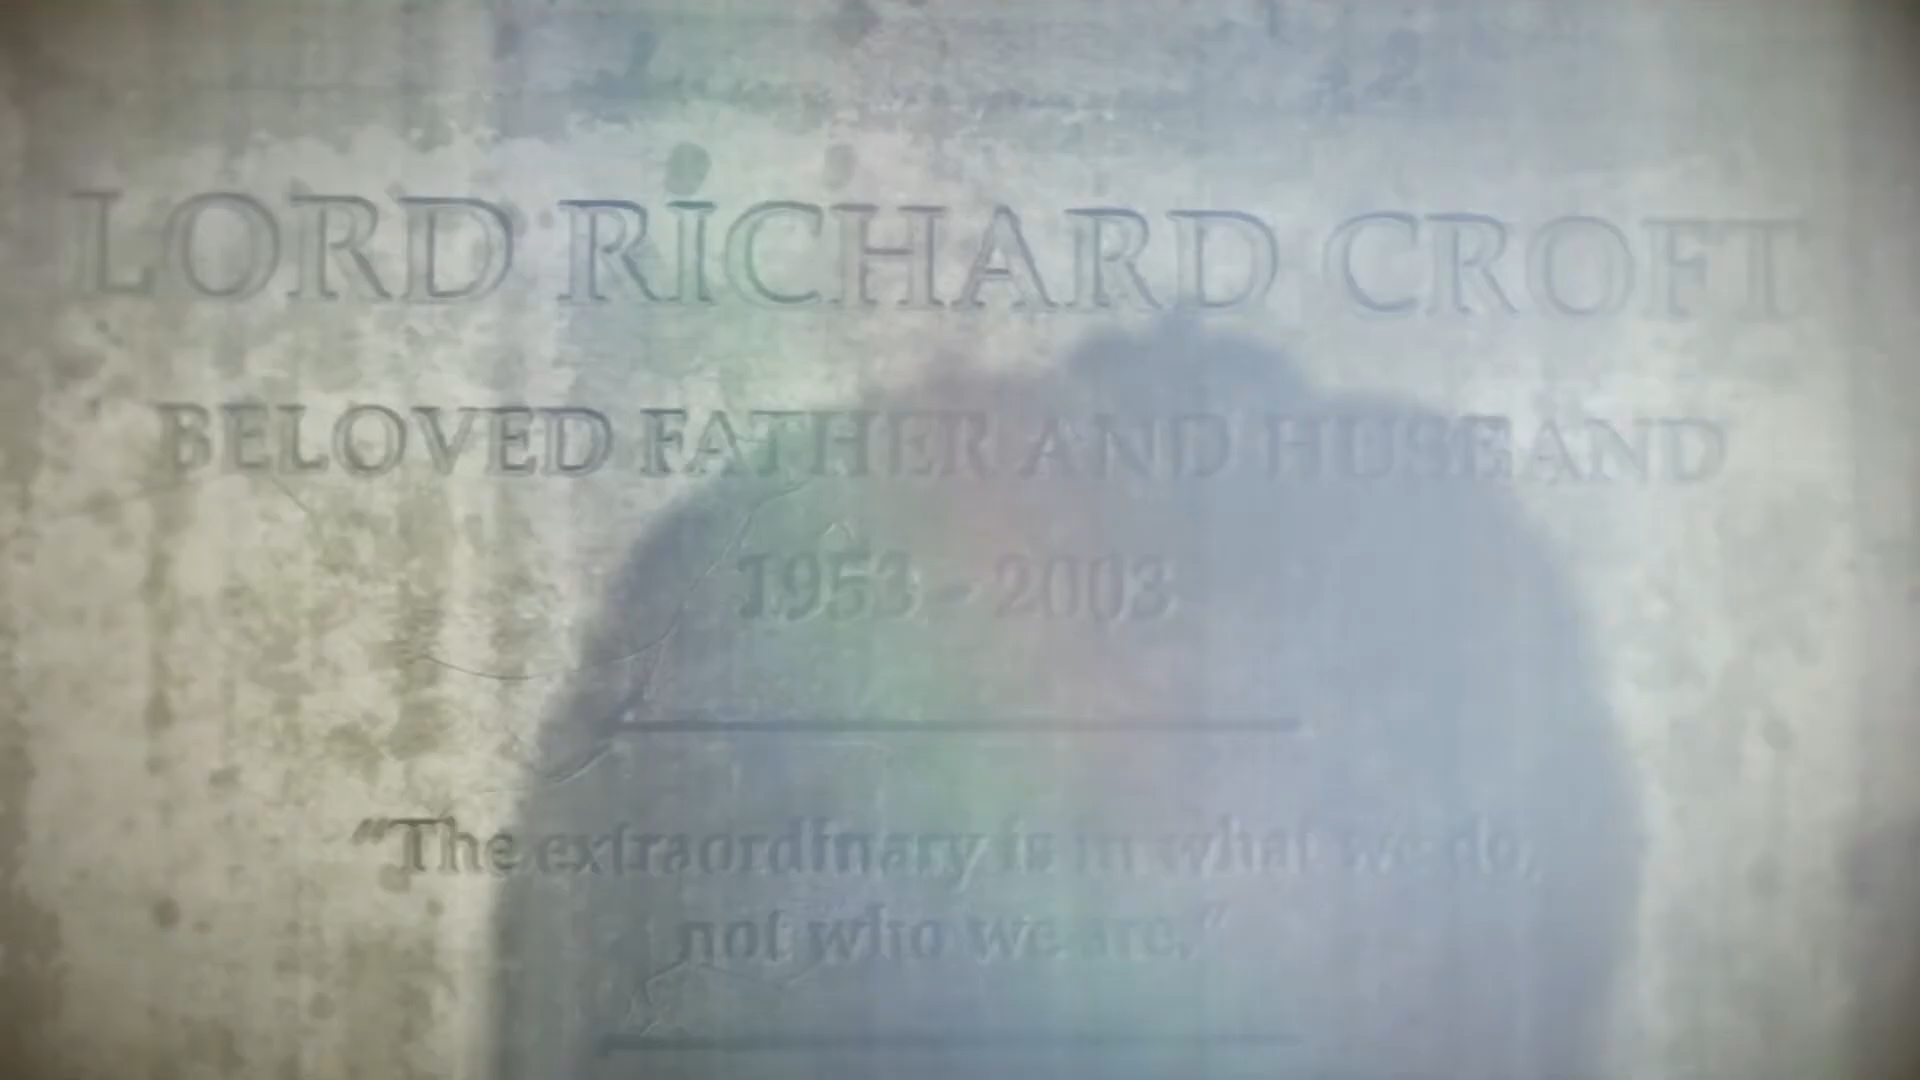 LORD RICHARD CROFT
BELOVED FATHER AND HUSBAND
1953 - 2003
“The extraordinary is in what we do,
not who we are.”